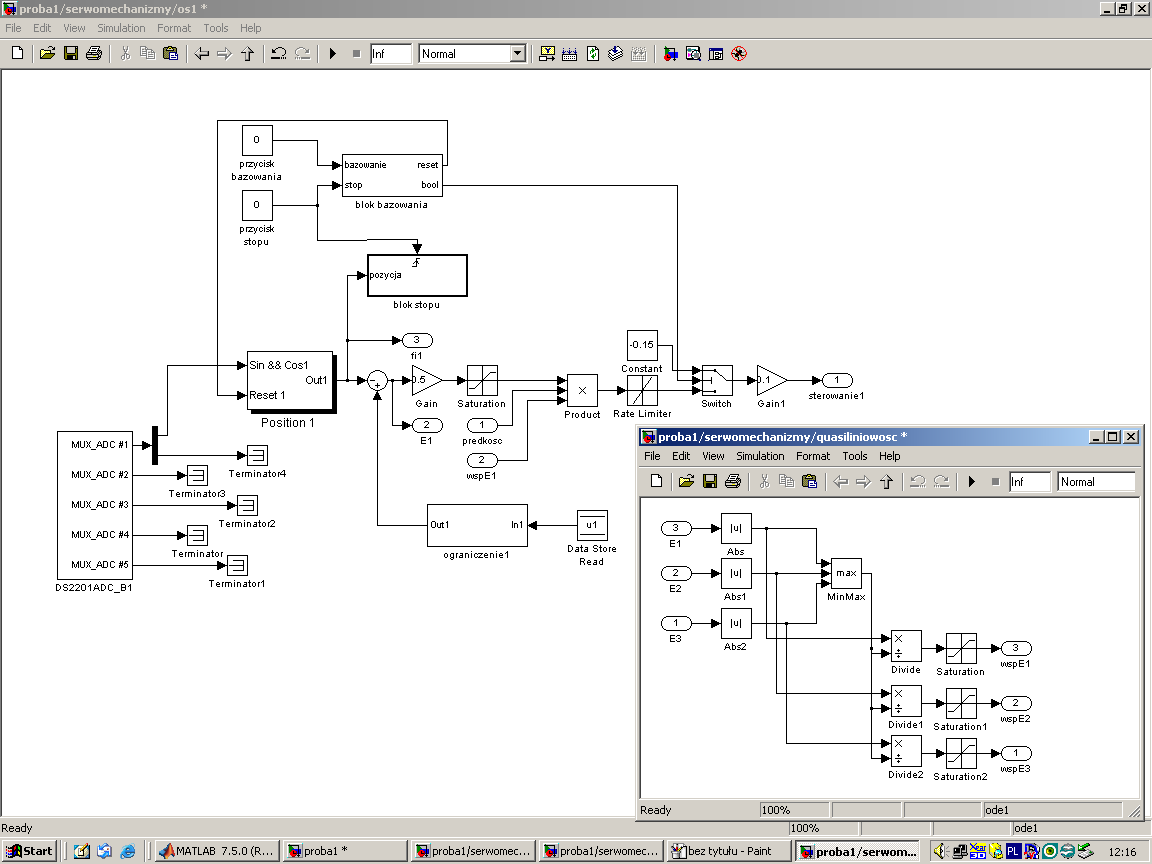 proba1/serwomechanizmy/os1 *
File Edit View Simulation Format Tools Help
Inf Normal
0
przycisk
bazowania
0
przycisk
stopu
bazowanie reset
stop bool
blok bazowania
pozycja
blok stopu
3
fi1
Sin && Cos1
Out1
Reset 1
Position 1
0.5
Gain
Saturation
2
E1
1
predkosc
2
wspE1
×
Product
-0.15
Constant
Rate Limiter
Switch
0.1
Gain1
1
sterowanie1
MUX_ADC #1
MUX_ADC #2
MUX_ADC #3
MUX_ADC #4
MUX_ADC #5
DS2201ADC_B1
Terminator4
Terminator3
Terminator2
Terminator
Terminator1
Out1 In1
ograniczenie1
u1
Data Store
Read
proba1/serwomechanizmy/quasiliniowosc *
File Edit View Simulation Format Tools Help
Inf Normal
3
E1
|u|
Abs
2
E2
|u|
Abs1
1
E3
|u|
Abs2
max
MinMax
×
÷
Divide
Saturation
3
wspE1
×
÷
Divide1
Saturation1
2
wspE2
×
÷
Divide2
Saturation2
1
wspE3
Ready 100% ode1
Ready 100% ode1
Start MATLAB 7.5.0 (R... proba1 * proba1/serwomec... proba1/serwomec... bez tytułu - Paint proba1/serwom... PL 12:16